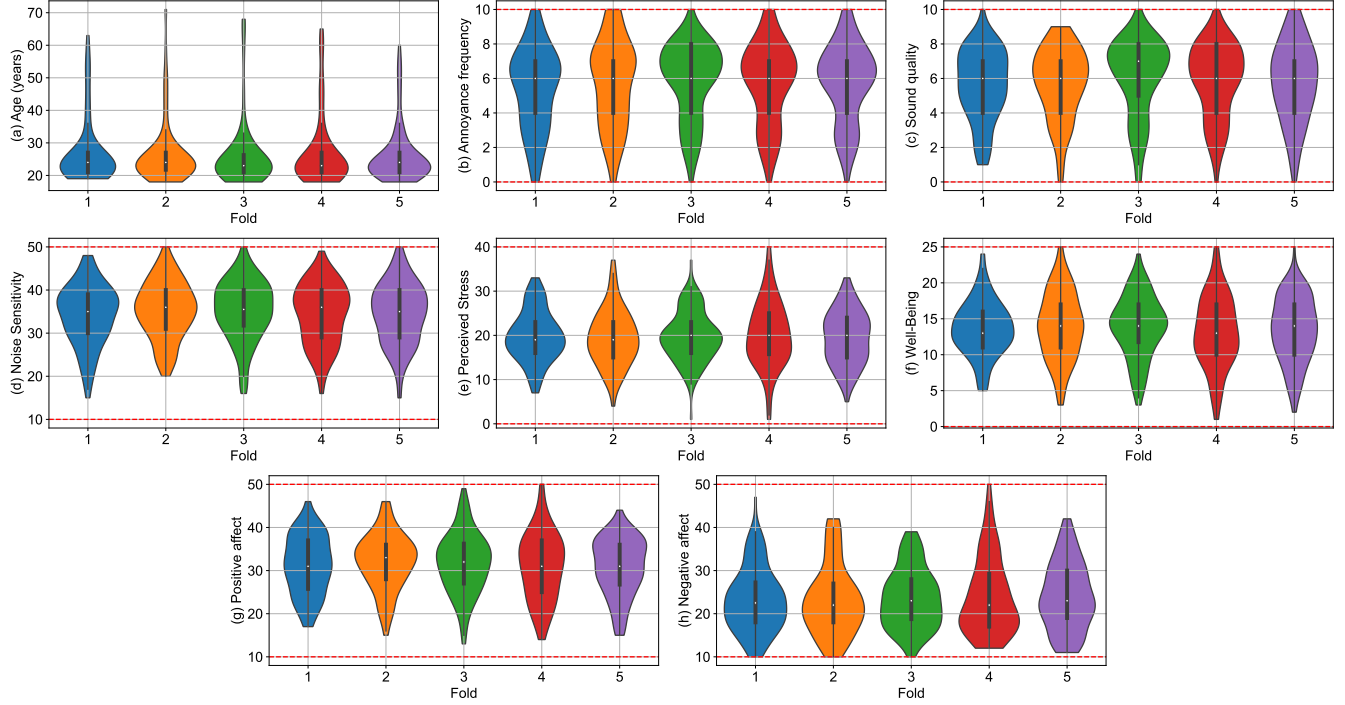 (a) Age (years)
70
60
50
40
30
20
1 2 3 4 5
Fold
(b) Annoyance frequency
10
8
6
4
2
0
1 2 3 4 5
Fold
(c) Sound quality
10
8
6
4
2
0
1 2 3 4 5
Fold
(d) Noise Sensitivity
50
40
30
20
10
1 2 3 4 5
Fold
(e) Perceived Stress
40
30
20
10
0
1 2 3 4 5
Fold
(f) Well-Being
25
20
15
10
5
0
1 2 3 4 5
Fold
(g) Positive affect
50
40
30
20
10
1 2 3 4 5
Fold
(h) Negative affect
50
40
30
20
10
1 2 3 4 5
Fold